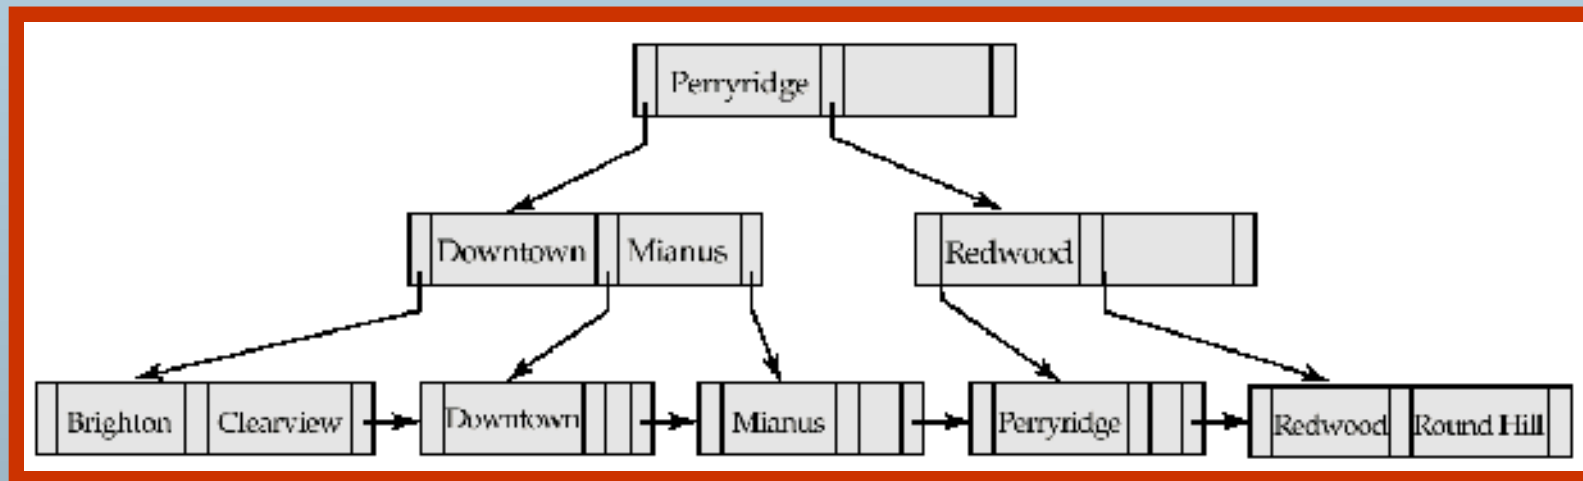 Perryridge
Downtown Mianus Redwood
Brighton Clearview Downtown Mianus Perryridge Redwood Round Hill